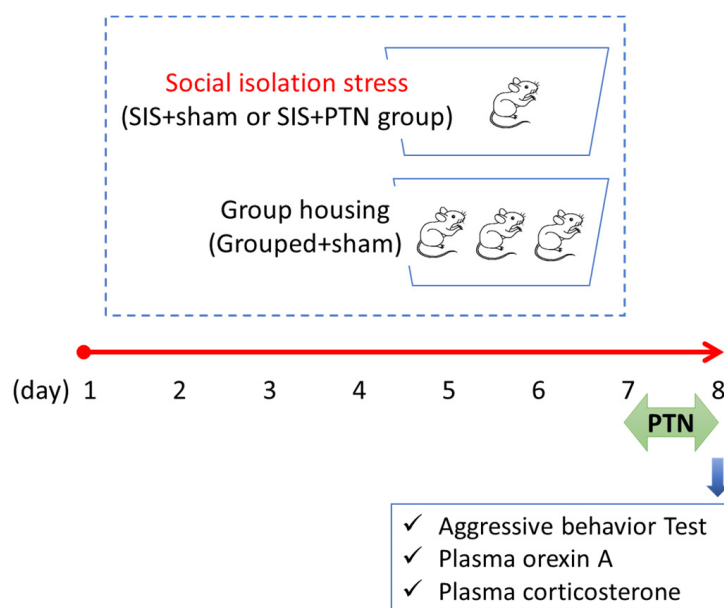 Social isolation stress
(SIS+sham or SIS+PTN group)
Group housing
(Grouped+sham)
(day) 1 2 3 4 5 6 7 8
PTN
✓ Aggressive behavior Test
✓ Plasma orexin A
✓ Plasma corticosterone